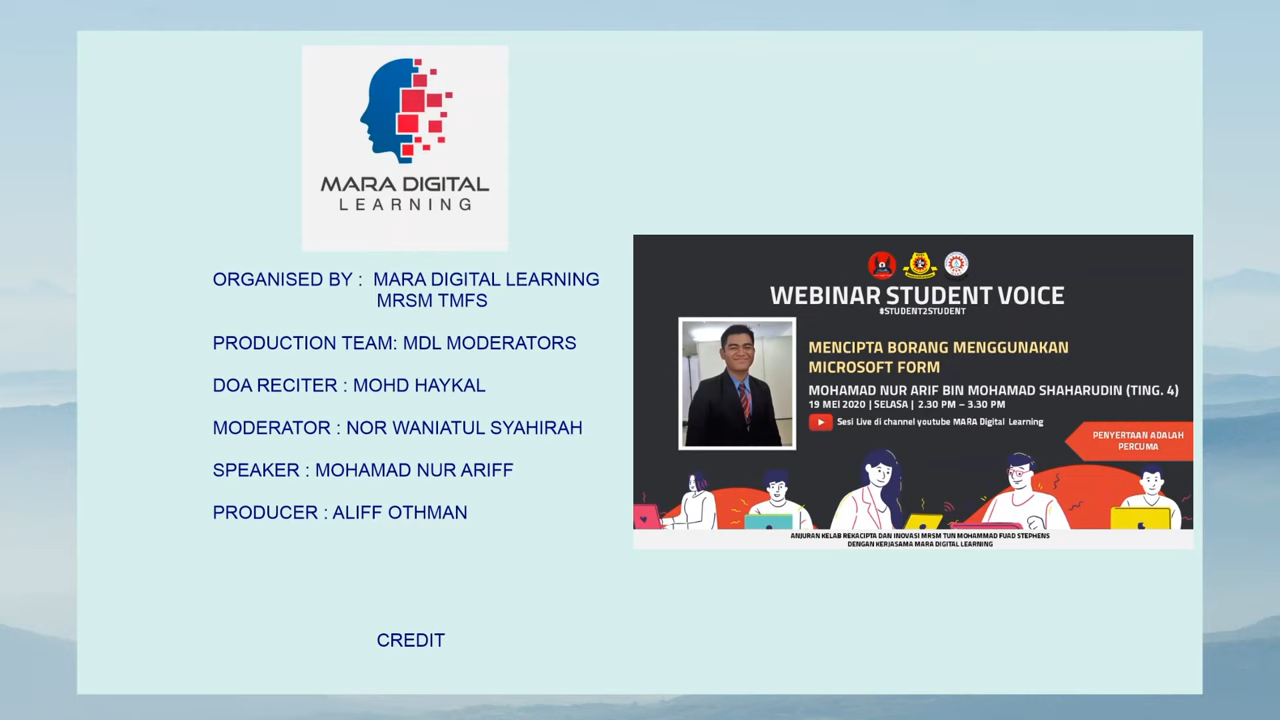 MARA DIGITAL
LEARNING
ORGANISED BY : MARA DIGITAL LEARNING
MRSM TMFS
PRODUCTION TEAM: MDL MODERATORS
DOA RECITER : MOHD HAYKAL
MODERATOR : NOR WANIATUL SYAHIRAH
SPEAKER : MOHAMAD NUR ARIFF
PRODUCER : ALIFF OTHMAN
CREDIT
WEBINAR STUDENT VOICE
#STUDENT2STUDENT
MENCIPTA BORANG MENGGUNAKAN
MICROSOFT FORM
MOHAMAD NUR ARIF BIN MOHAMAD SHAHARUDIN (TING. 4)
19 MEI 2020 | SELASA | 2.30 PM – 3.30 PM
Sesi Live di channel youtube MARA Digital Learning
PENYERTAAN ADALAH
PERCUMA
ANJURAN KELAB REKACIPTA DAN INOVASI MRSM TUN MOHAMMAD FUAD STEPHENS
DENGAN KERJASAMA MARA DIGITAL LEARNING